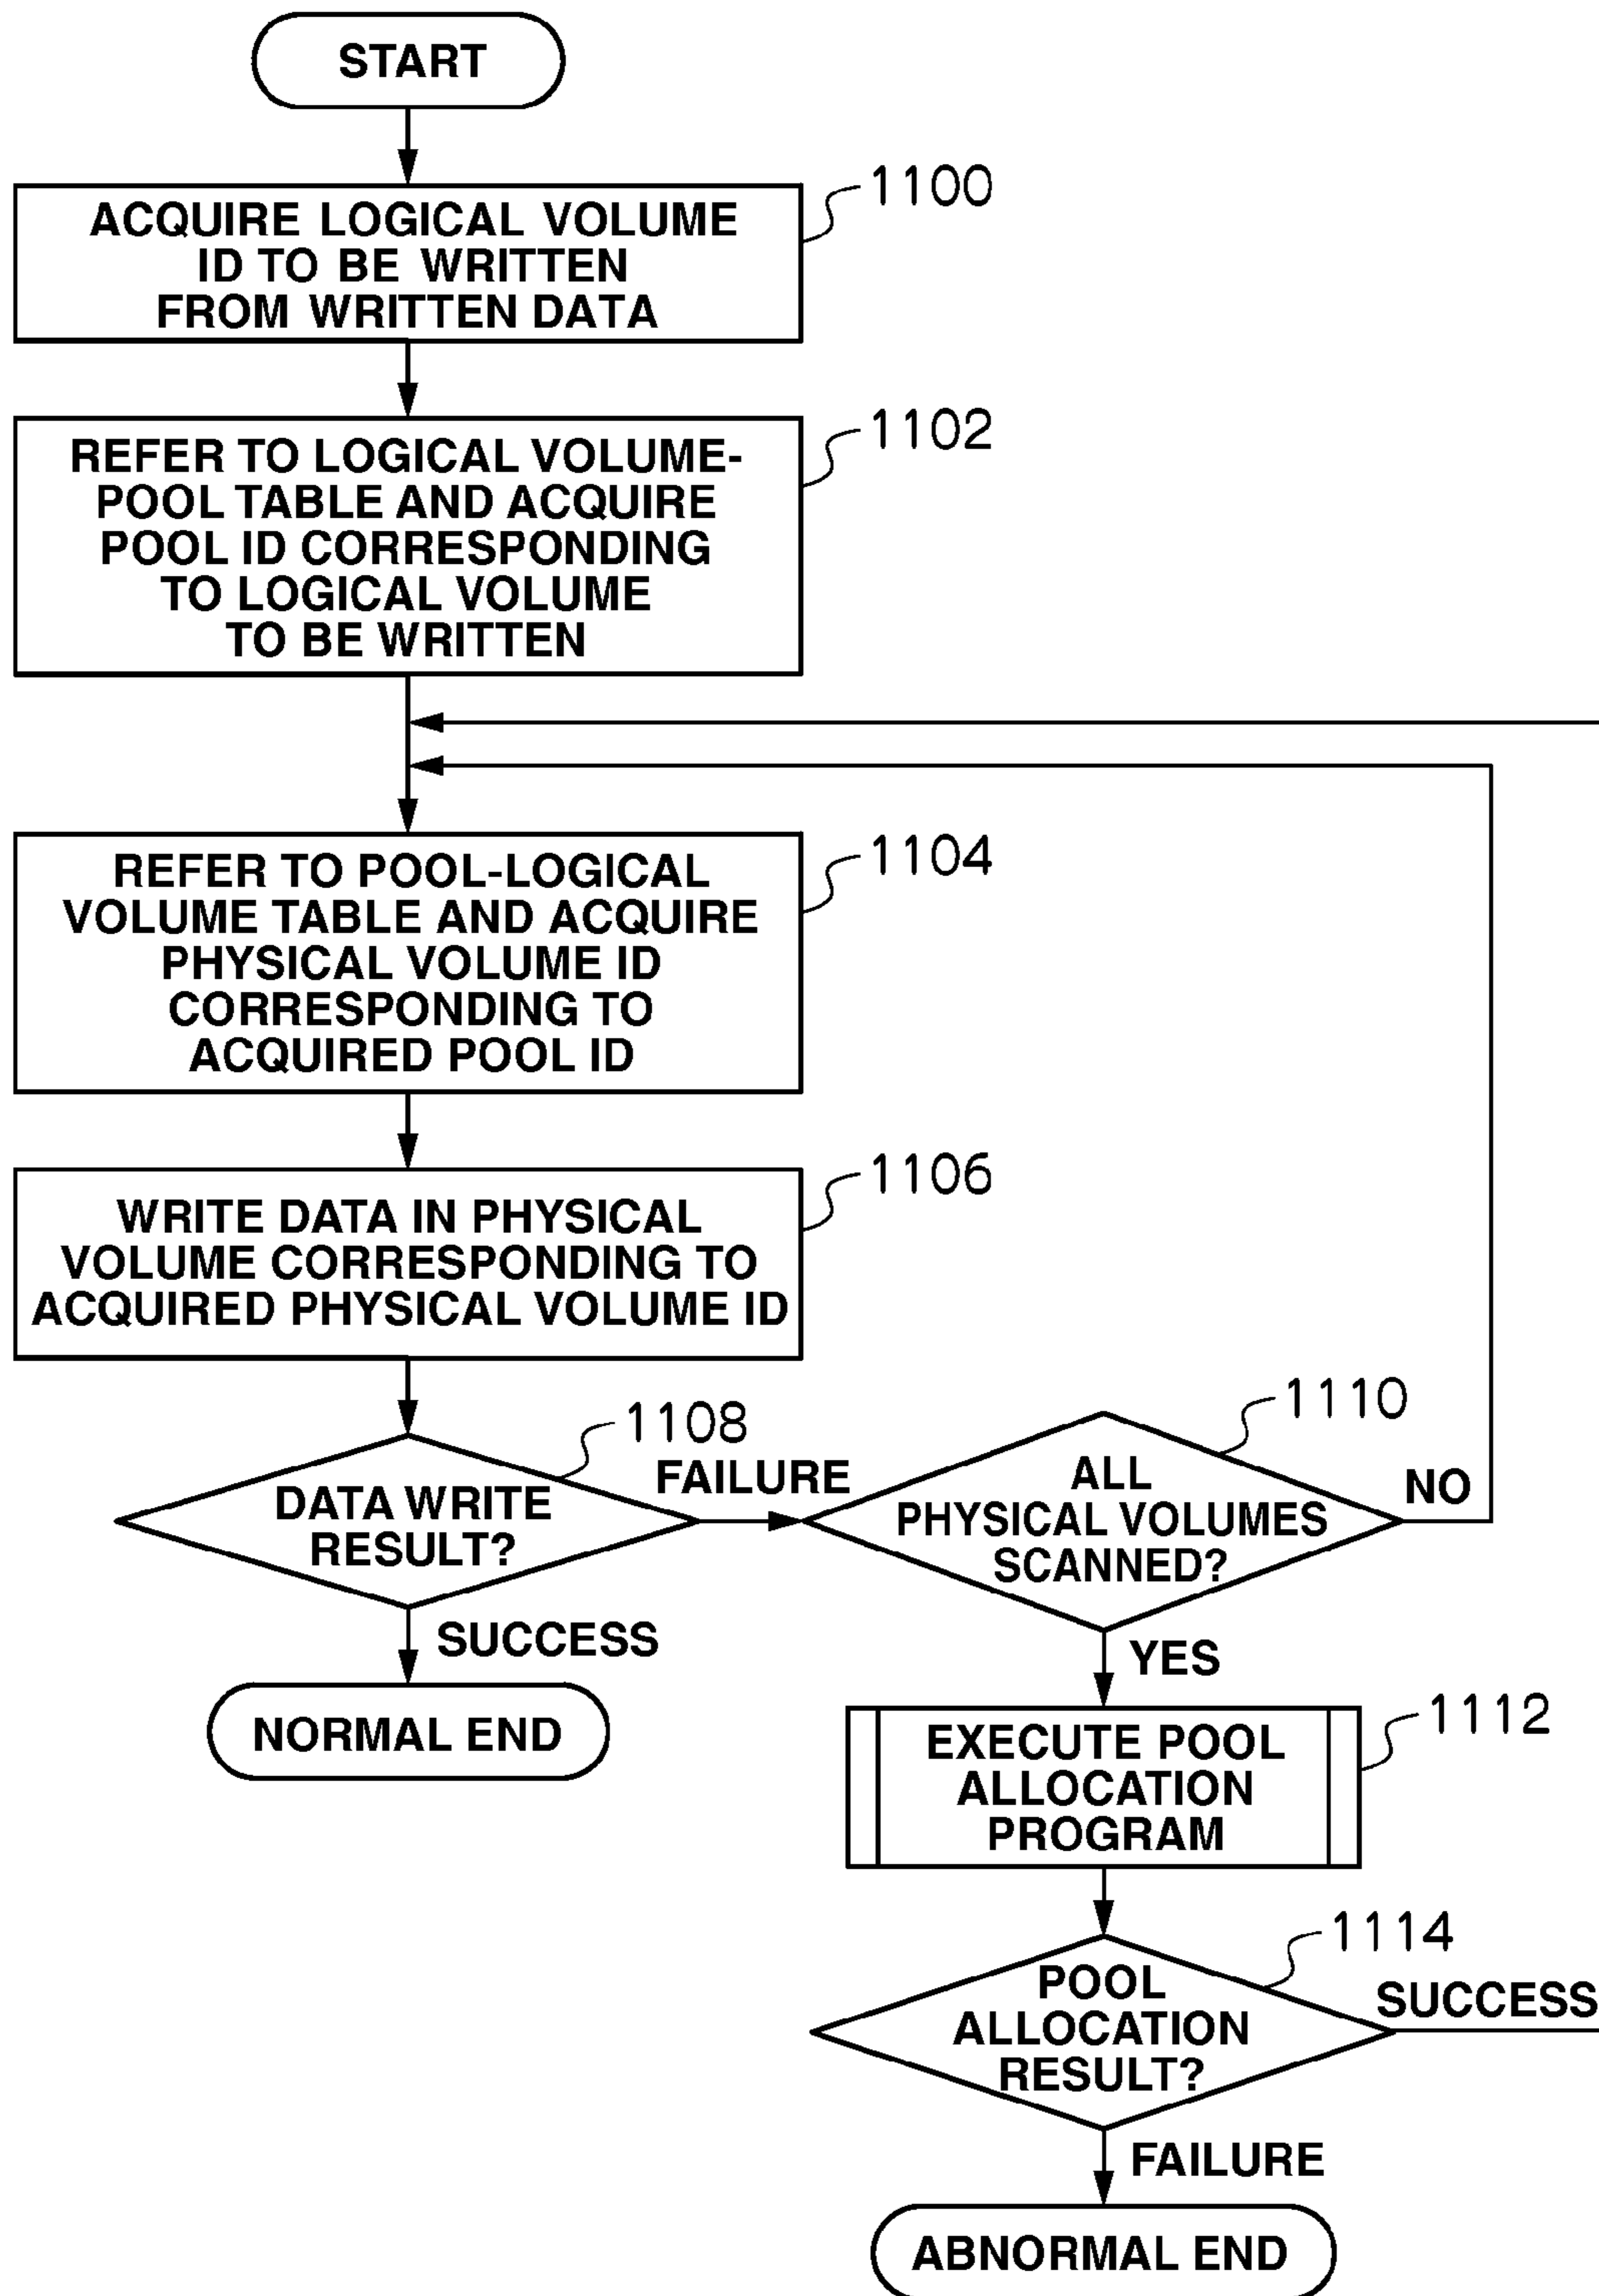 START
1100
ACQUIRE LOGICAL VOLUME
ID TO BE WRITTEN
FROM WRITTEN DATA
1102
REFER TO LOGICAL VOLUME-
POOL TABLE AND ACQUIRE
POOL ID CORRESPONDING
TO LOGICAL VOLUME
TO BE WRITTEN
1104
REFER TO POOL-LOGICAL
VOLUME TABLE AND ACQUIRE
PHYSICAL VOLUME ID
CORRESPONDING TO
ACQUIRED POOL ID
1106
WRITE DATA IN PHYSICAL
VOLUME CORRESPONDING TO
ACQUIRED PHYSICAL VOLUME ID
1108
DATA WRITE
RESULT?
FAILURE
SUCCESS
NORMAL END
1110
ALL
PHYSICAL VOLUMES
SCANNED?
NO
YES
1112
EXECUTE POOL
ALLOCATION
PROGRAM
1114
POOL
ALLOCATION
RESULT?
SUCCESS
FAILURE
ABNORMAL END